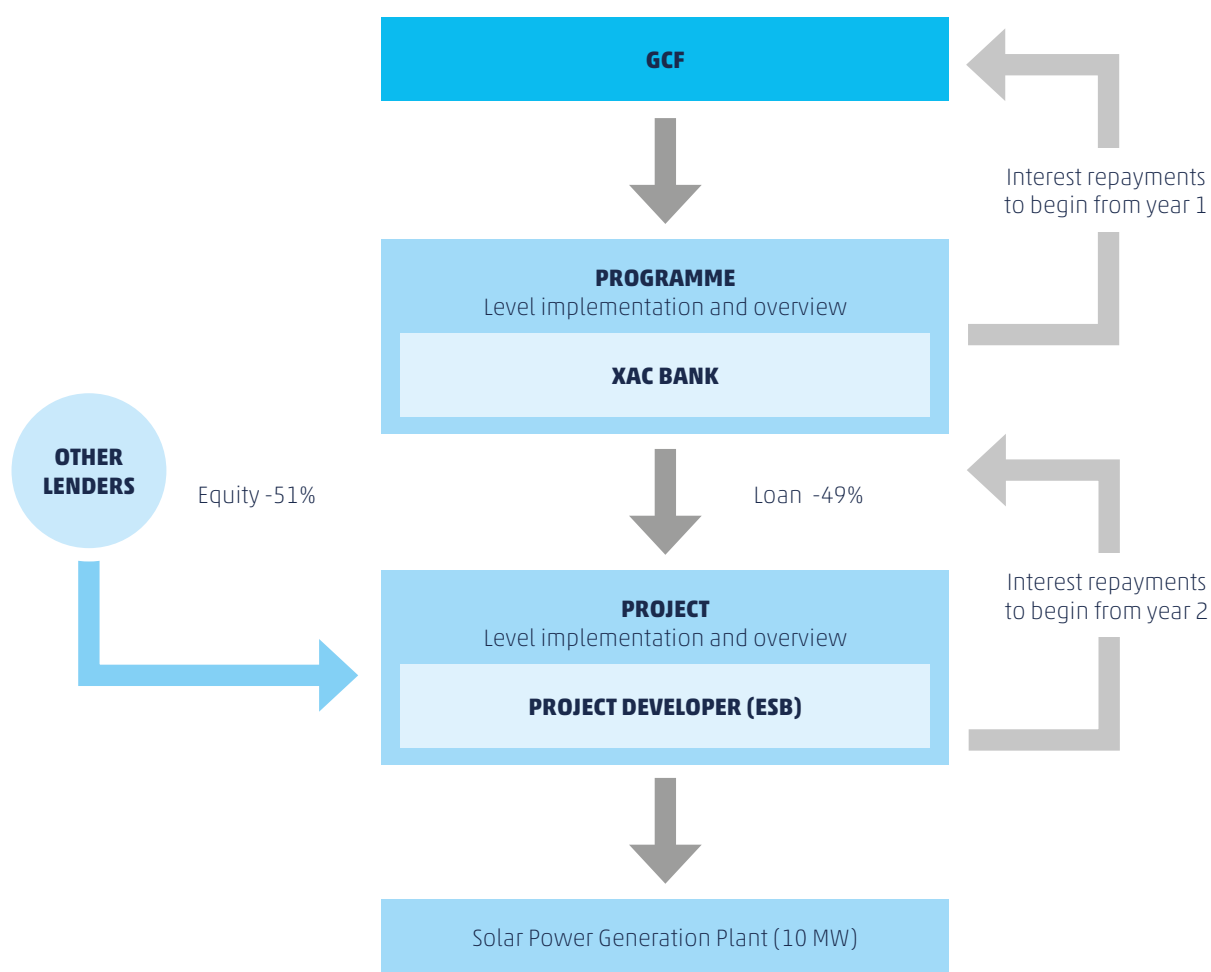 GCF
Interest repayments
to begin from year 1
PROGRAMME
Level implementation and overview
XAC BANK
OTHER
LENDERS
Equity -51%
Loan -49%
PROJECT
Level implementation and overview
Interest repayments
to begin from year 2
PROJECT DEVELOPER (ESB)
Solar Power Generation Plant (10 MW)